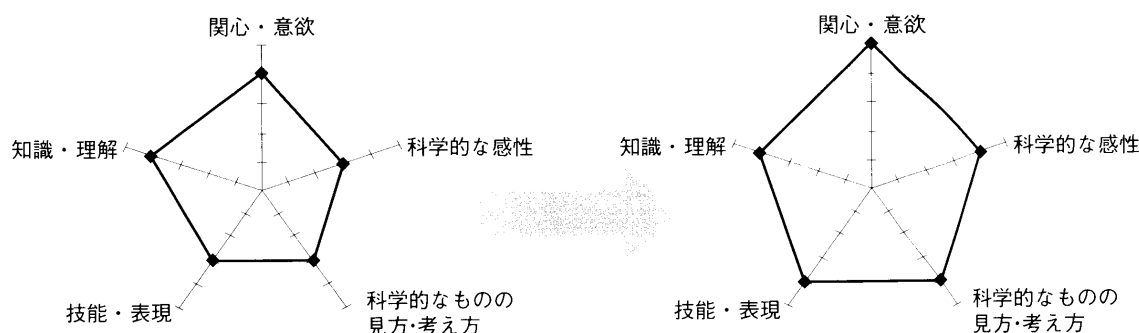 関心・意欲
知識・理解
科学的な感性
技能・表現
科学的なものの
見方・考え方
関心・意欲
知識・理解
科学的な感性
技能・表現
科学的なものの
見方・考え方